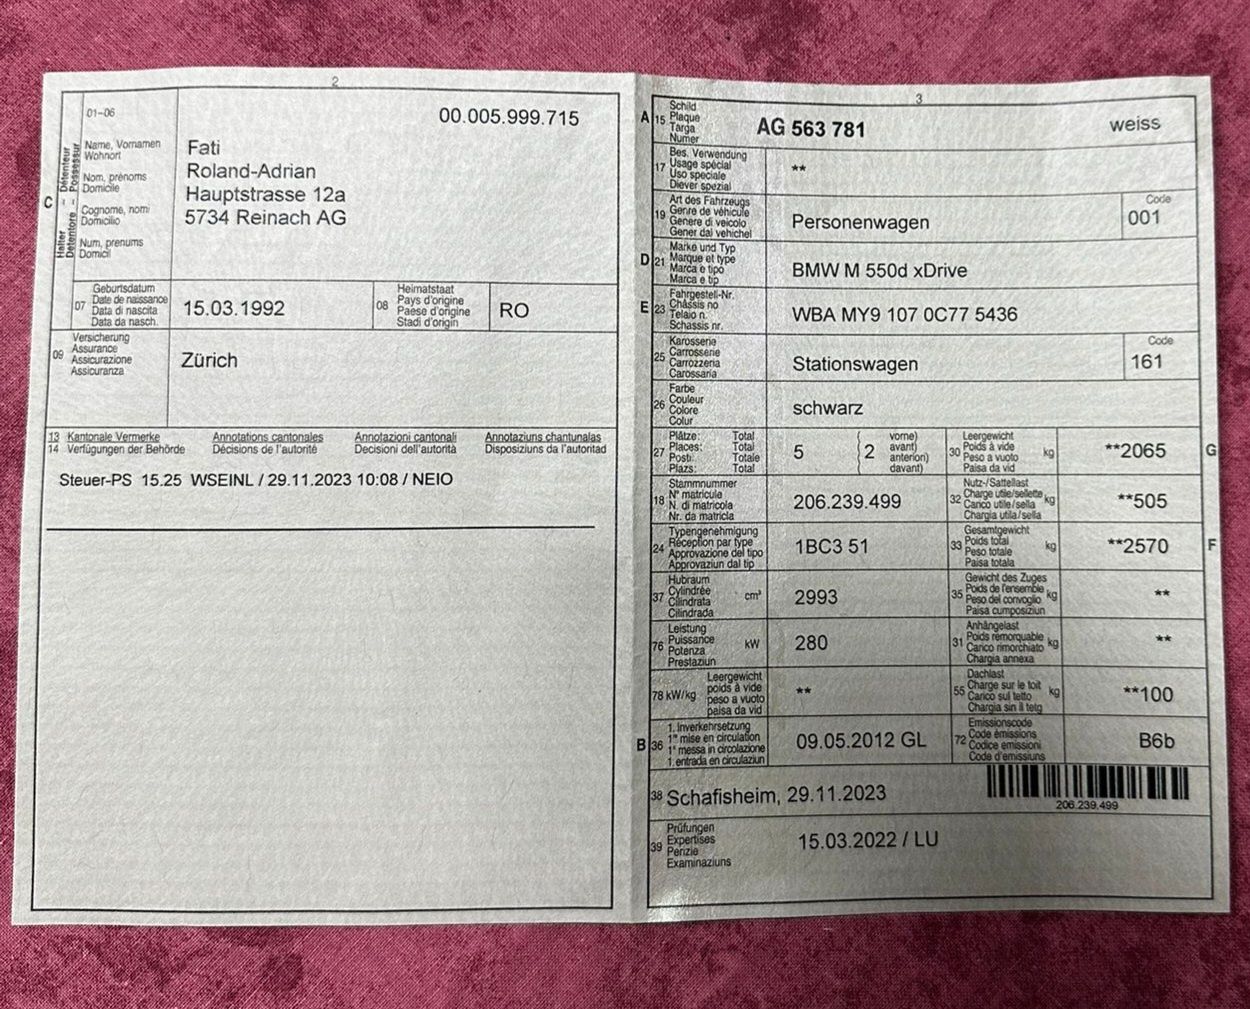 2
01–06
00.005.999.715
C
Halter – Détenteur
Detentore – Possessur
Name, Vornamen
Wohnort
Nom, prénoms
Domicile
Cognome, nomi
Domicilio
Num, prenums
Domicil
Fati
Roland-Adrian
Hauptstrasse 12a
5734 Reinach AG
07
Geburtsdatum
Date de naissance
Data di nascita
Data da nasch.
15.03.1992
08
Heimatstaat
Pays d'origine
Paese d'origine
Stadi d'origin
RO
09
Versicherung
Assurance
Assicurazione
Assicuranza
Zürich
13 Kantonale Vermerke Annotations cantonales Annotazioni cantonali Annotaziuns chantunalas
14 Verfügungen der Behörde Décisions de l'autorité Decisioni dell'autorità Disposiziuns da l'autoritad
Steuer-PS 15.25 WSEINL / 29.11.2023 10:08 / NEIO
3
A 15
Schild
Plaque
Targa
Numer
AG 563 781 weiss
17
Bes. Verwendung
Usage spécial
Uso speciale
Diever spezial
**
19
Art des Fahrzeugs
Genre de véhicule
Genere di veicolo
Gener dal vehichel
Personenwagen
Code
001
D 21
Marke und Typ
Marque et type
Marca e tipo
Marca e tip
BMW M 550d xDrive
E 23
Fahrgestell-Nr.
Châssis no
Telaio n.
Schassis nr.
WBA MY9 107 0C77 5436
25
Karosserie
Carrosserie
Carrozzeria
Carossaria
Stationswagen
Code
161
26
Farbe
Couleur
Colore
Colur
schwarz
27
Plätze: Total
Places: Total
Posti: Totale
Plazs: Total
5
2
vorne)
avant)
anteriori)
davant)
30
Leergewicht
Poids à vide
Peso a vuoto
Paisa da vid
kg
**2065
G
18
Stammnummer
N° matricule
N. di matricola
Nr. da matricla
206.239.499
32
Nutz-/Sattellast
Charge utile/sellette
Carico utile/sella
Chargia utila/sella
kg
**505
24
Typengenehmigung
Réception par type
Approvazione del tipo
Approvaziun dal tip
1BC3 51
33
Gesamtgewicht
Poids total
Peso totale
Paisa totala
kg
**2570
F
37
Hubraum
Cylindrée
Cilindrata
Cilindrada
cm³
2993
35
Gewicht des Zuges
Poids de l'ensemble
Peso del convoglio
Paisa cumposiziun
kg
**
76
Leistung
Puissance
Potenza
Prestaziun
kW
280
31
Anhängelast
Poids remorquable
Carico rimorchiato
Chargia annexa
kg
**
78 kW/kg
Leergewicht
poids à vide
peso a vuoto
paisa da vid
**
55
Dachlast
Charge sur le toit
Carico sul tetto
Chargia sin il tetg
kg
**100
B 36
1. Inverkehrsetzung
1re mise en circulation
1a messa in circolazione
1. entrada en circulaziun
09.05.2012 GL
72
Emissionscode
Code émissions
Codice emissioni
Code d'emissiuns
B6b
38 Schafisheim, 29.11.2023
206.239.499
39
Prüfungen
Expertises
Perizie
Examinaziuns
15.03.2022 / LU